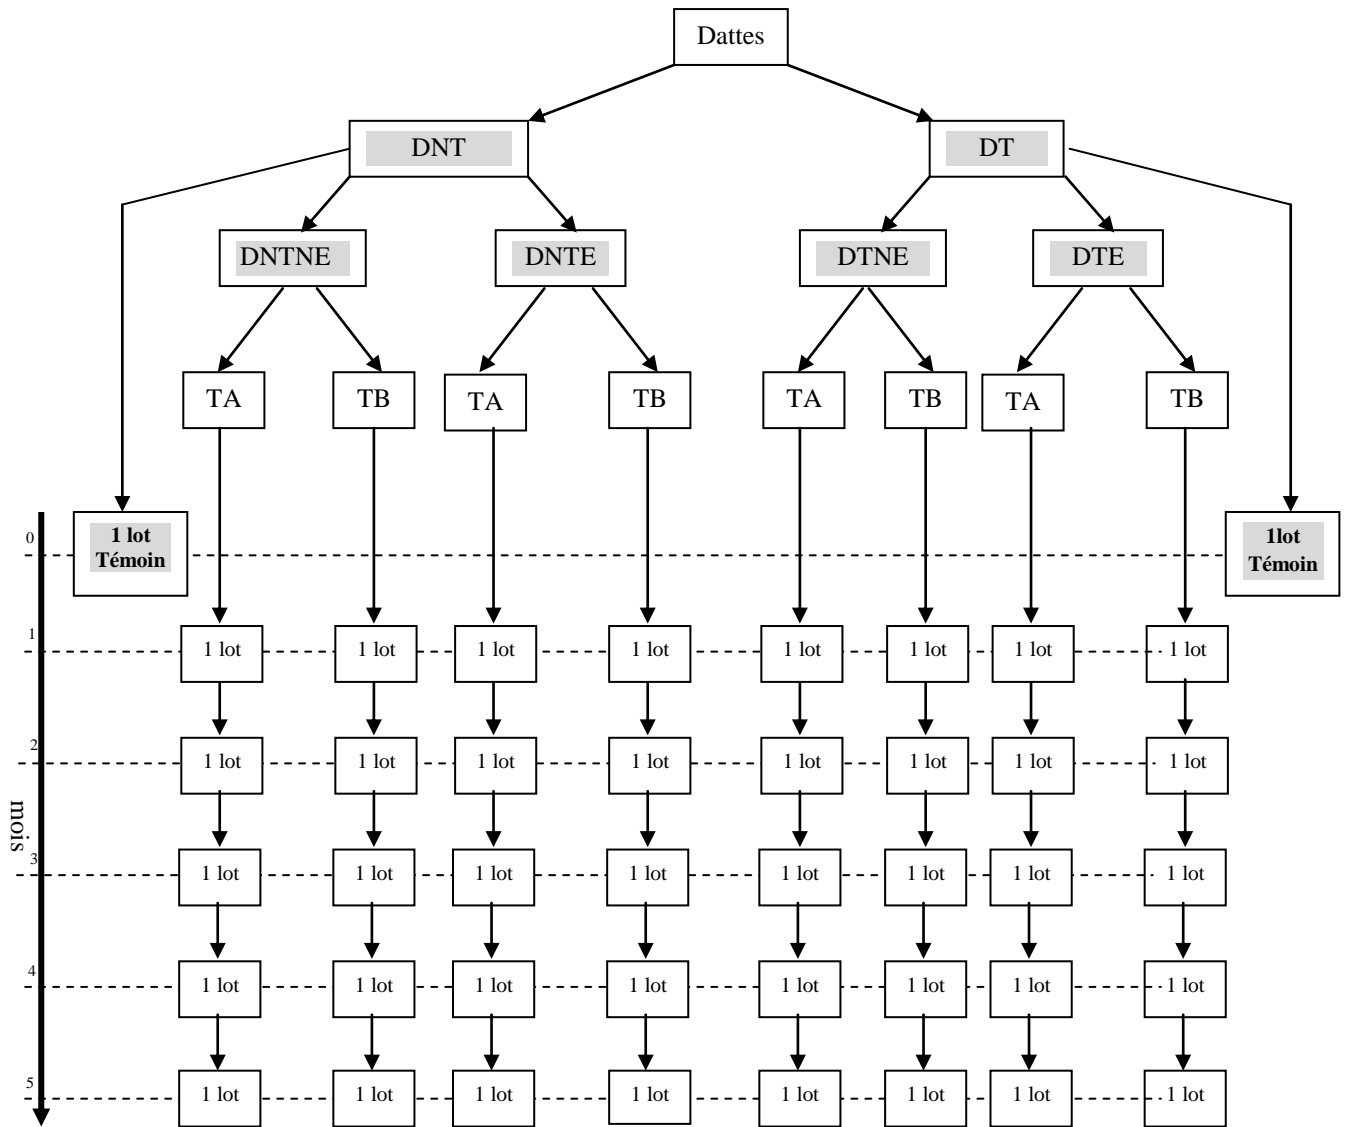 Dattes
DNT DT
DNTNE DNTE DTNE DTE
TA TB TA TB TA TB TA TB
0 1 lot
Témoin
1lot
Témoin
1 1 lot 1 lot 1 lot 1 lot 1 lot 1 lot 1 lot 1 lot
2 1 lot 1 lot 1 lot 1 lot 1 lot 1 lot 1 lot 1 lot
mois
3 1 lot 1 lot 1 lot 1 lot 1 lot 1 lot 1 lot 1 lot
4 1 lot 1 lot 1 lot 1 lot 1 lot 1 lot 1 lot 1 lot
5 1 lot 1 lot 1 lot 1 lot 1 lot 1 lot 1 lot 1 lot